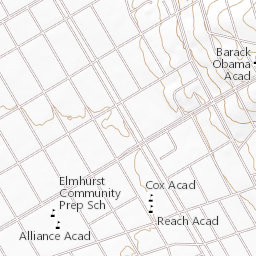 Barack
Obama
Acad
Elmhurst
Community
Prep Sch
Cox Acad
Reach Acad
Alliance Acad